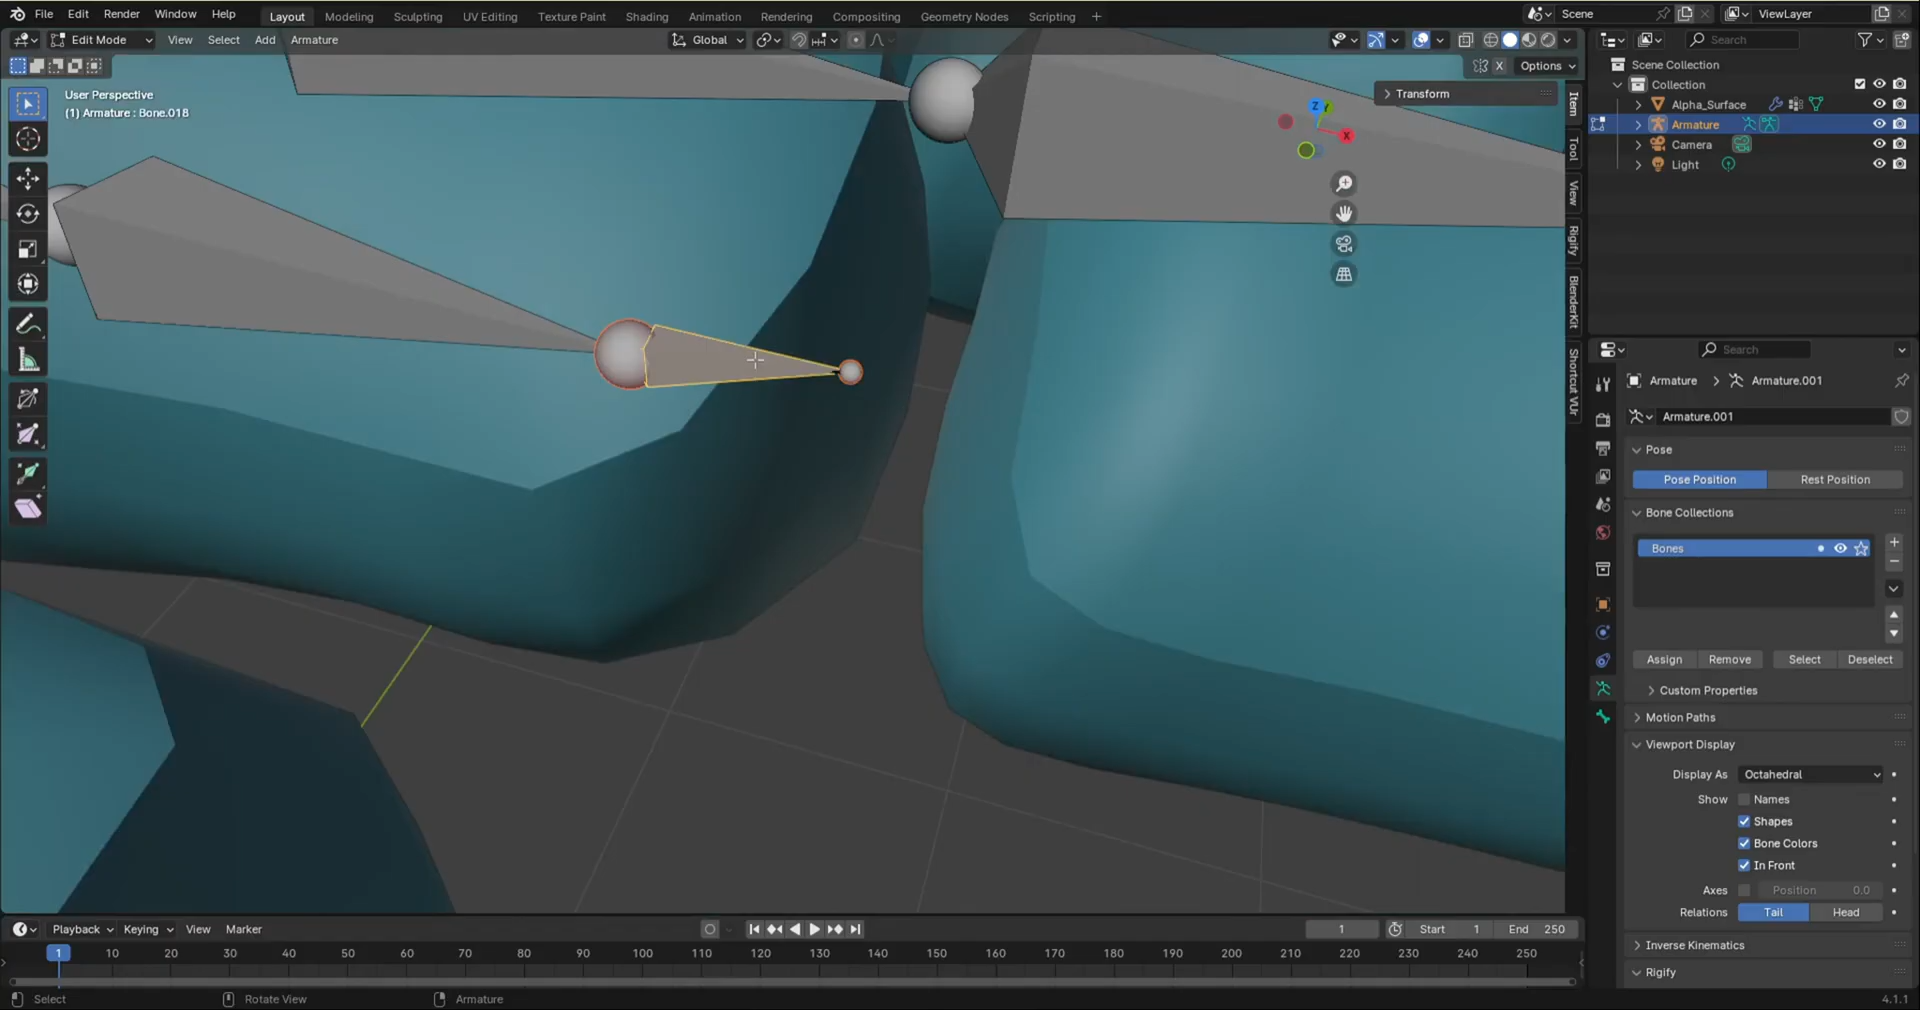 File Edit Render Window Help Layout Modeling Sculpting UV Editing Texture Paint Shading Animation Rendering Compositing Geometry Nodes Scripting + Scene ViewLayer
Edit Mode View Select Add Armature Global Search
X Options
Scene Collection
Collection
Alpha_Surface
Armature
Camera
Light
User Perspective
(1) Armature : Bone.018
Transform
Z
X
Item
Tool
View
Rigify
BlenderKit
Shortcut VUr
Search
Armature > Armature.001
Armature.001
Pose
Pose Position Rest Position
Bone Collections
Bones
Assign Remove Select Deselect
Custom Properties
Motion Paths
Viewport Display
Display As Octahedral
Show Names
Shapes
Bone Colors
In Front
Axes Position 0.0
Relations Tail Head
Inverse Kinematics
Rigify
Playback Keying View Marker 1 Start 1 End 250
1 10 20 30 40 50 60 70 80 90 100 110 120 130 140 150 160 170 180 190 200 210 220 230 240 250
Select Rotate View Armature 4.1.1